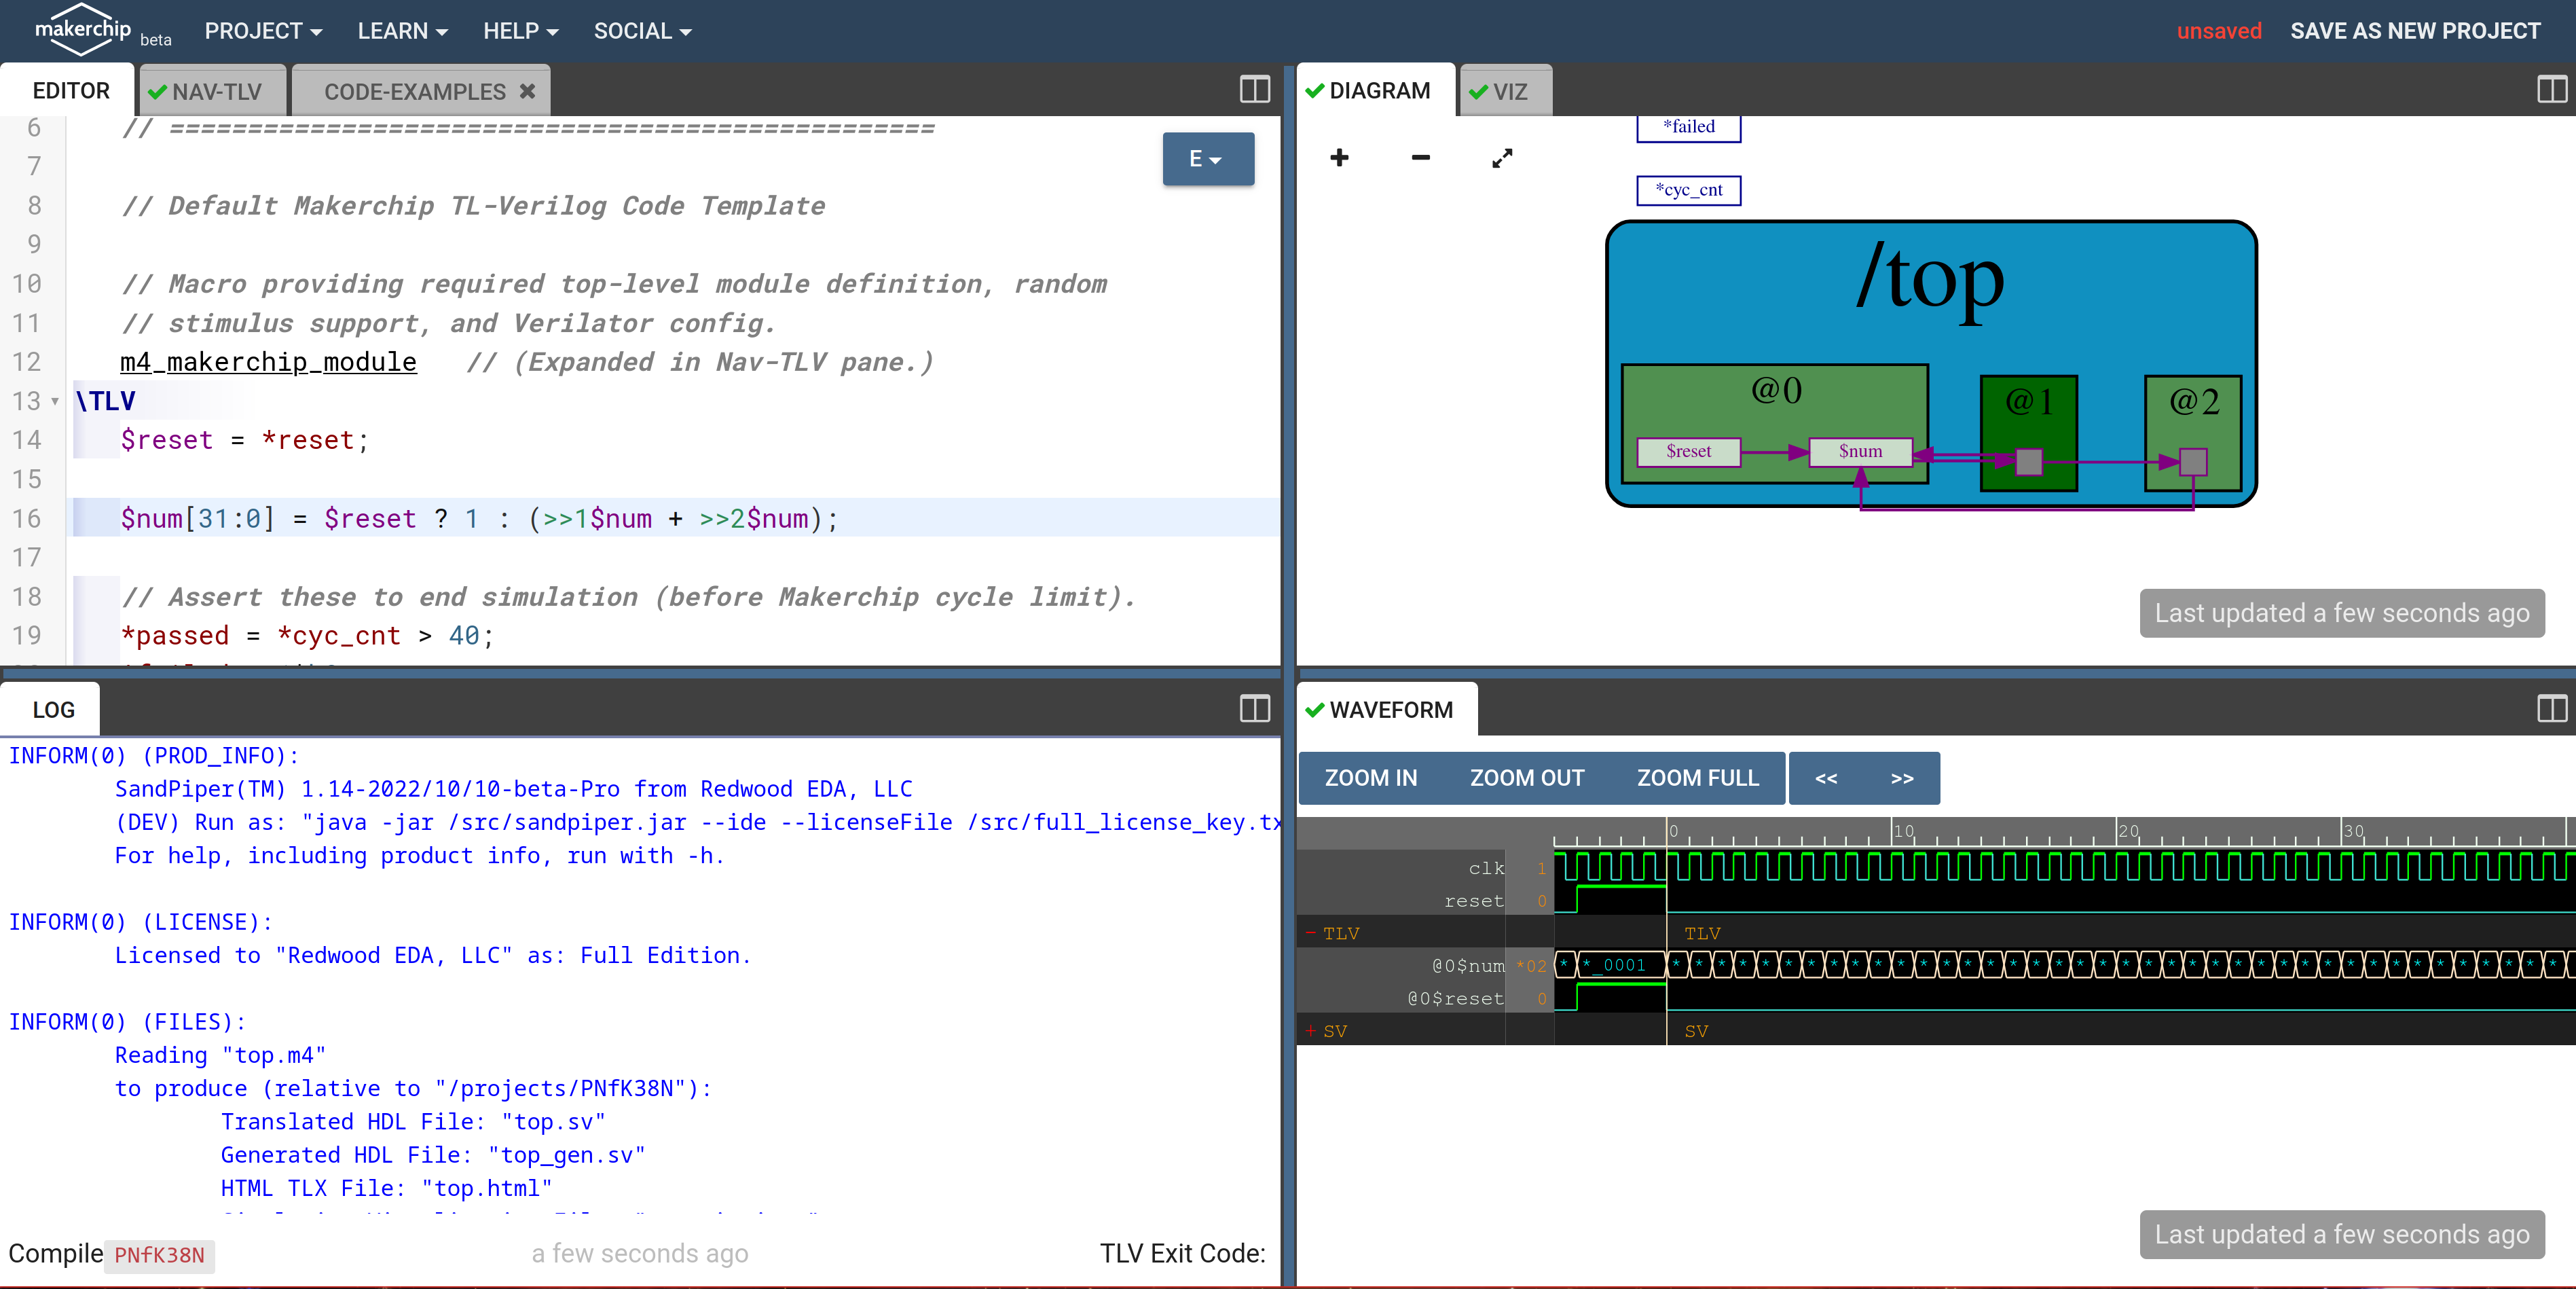 makerchip beta PROJECT LEARN HELP SOCIAL unsaved SAVE AS NEW PROJECT
EDITOR NAV-TLV CODE-EXAMPLES
E
6 // =================================================
7
8 // Default Makerchip TL-Verilog Code Template
9
10 // Macro providing required top-level module definition, random
11 // stimulus support, and Verilator config.
12 m4_makerchip_module // (Expanded in Nav-TLV pane.)
13 \TLV
14 $reset = *reset;
15
16 $num[31:0] = $reset ? 1 : (>>1$num + >>2$num);
17
18 // Assert these to end simulation (before Makerchip cycle limit).
19 *passed = *cyc_cnt > 40;
DIAGRAM VIZ
*failed
*cyc_cnt
/top
@0 @1 @2
$reset $num
Last updated a few seconds ago
LOG
INFORM(0) (PROD_INFO):
SandPiper(TM) 1.14-2022/10/10-beta-Pro from Redwood EDA, LLC
(DEV) Run as: "java -jar /src/sandpiper.jar --ide --licenseFile /src/full_license_key.tx
For help, including product info, run with -h.
INFORM(0) (LICENSE):
Licensed to "Redwood EDA, LLC" as: Full Edition.
INFORM(0) (FILES):
Reading "top.m4"
to produce (relative to "/projects/PNfK38N"):
Translated HDL File: "top.sv"
Generated HDL File: "top_gen.sv"
HTML TLX File: "top.html"
Compile PNfK38N a few seconds ago TLV Exit Code:
WAVEFORM
ZOOM IN ZOOM OUT ZOOM FULL << >>
0 10 20 30
clk 1
reset 0
- TLV TLV
@0$num *02 * *_0001 * * * * * * * * * * * * * * * * * * * * * * * * * * * * * * * * * * * * * * * *
@0$reset 0
+ SV SV
Last updated a few seconds ago